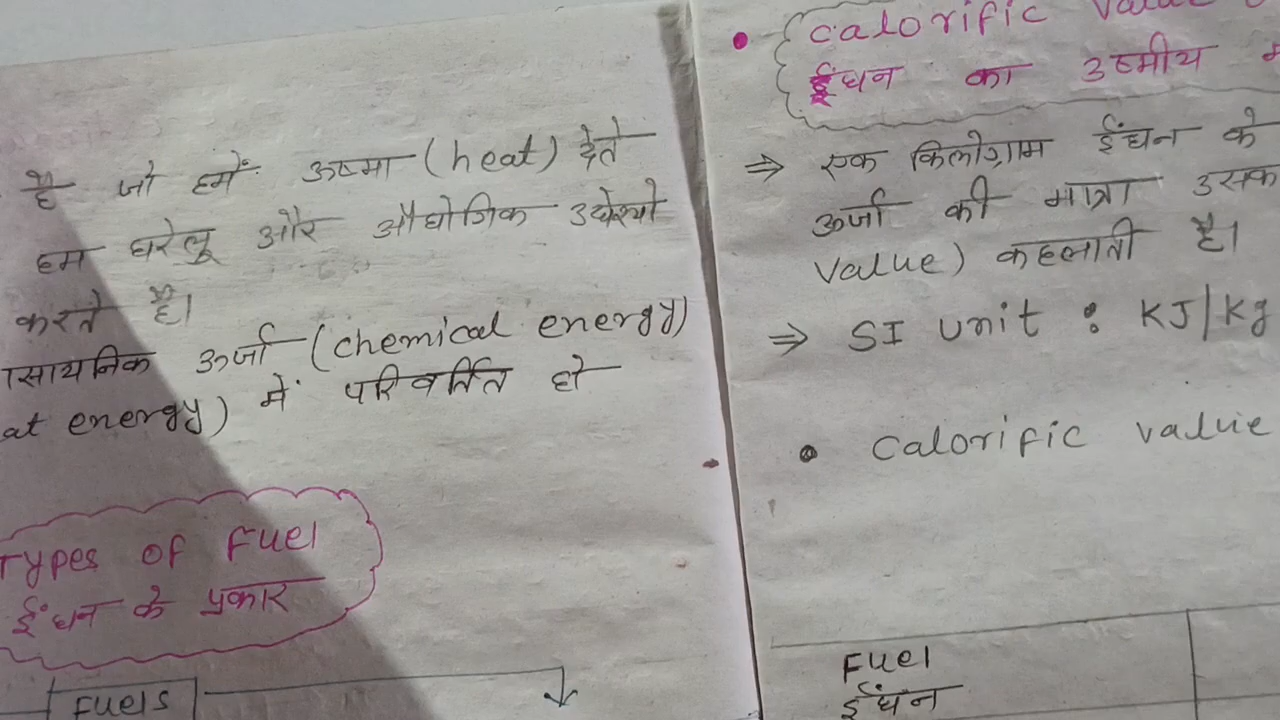 है जो हमें ऊष्मा (heat) देते
हम घरेलू और औद्योगिक उद्देश्यो
करते है।
ासायनिक ऊर्जा (chemical energy)
at energy) में परिवर्तित हो
Types of Fuel
ईंधन के प्रकार
Fuels
Calorific Value
ईंधन का उष्मीय
⇒ एक किलोग्राम ईंधन के
ऊर्जा की मात्रा उसक
Value) कहलाती है।
⇒ SI Unit : KJ/Kg
• Calorific value
Fuel
ईंधन